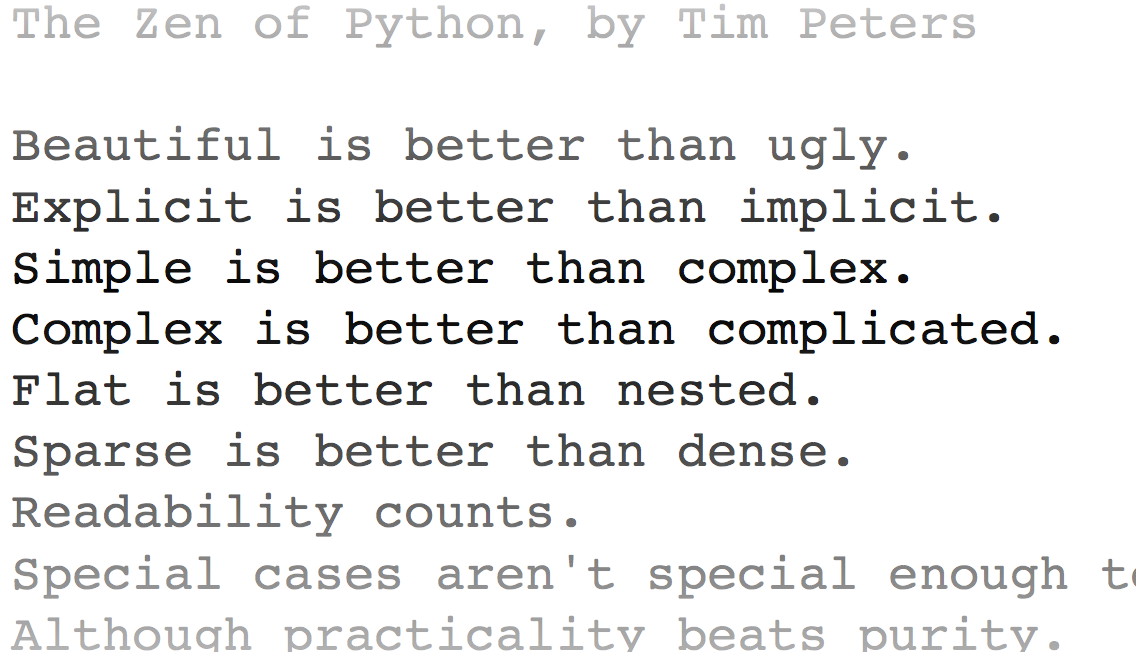 The Zen of Python, by Tim Peters
Beautiful is better than ugly.
Explicit is better than implicit.
Simple is better than complex.
Complex is better than complicated.
Flat is better than nested.
Sparse is better than dense.
Readability counts.
Special cases aren't special enough
Although practicality beats purity.